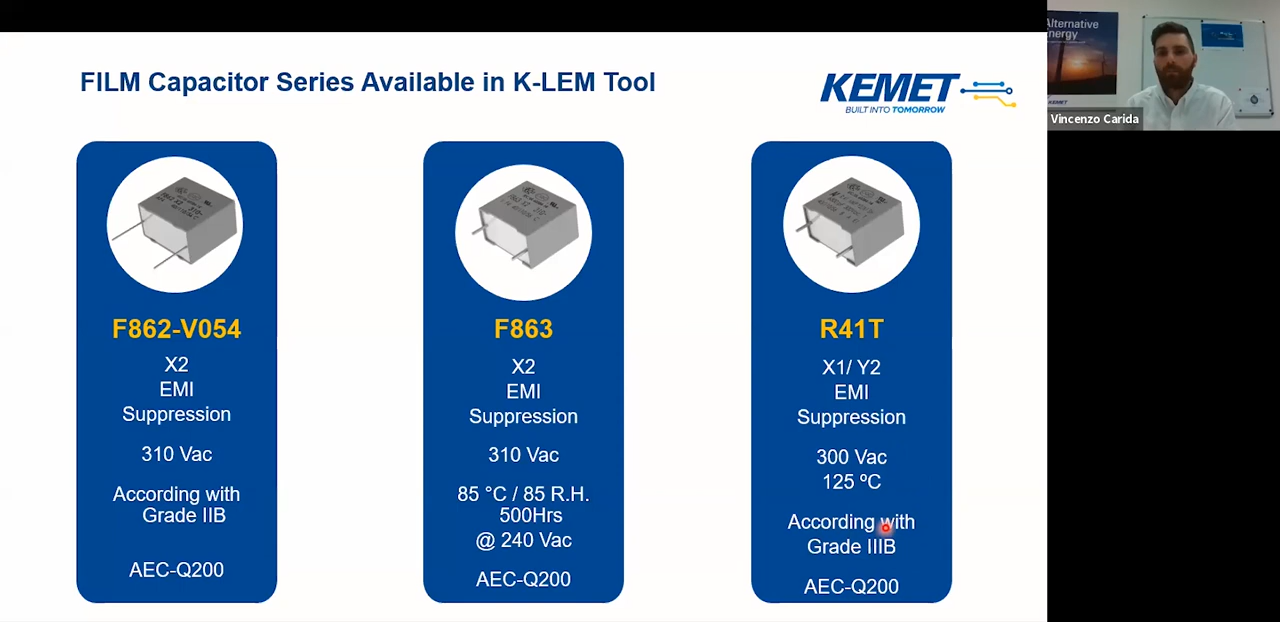 FILM Capacitor Series Available in K-LEM Tool
KEMET
BUILT INTO TOMORROW
Alternative
Energy
KEMET
Vincenzo Carida
F862-V054
X2
EMI
Suppression
310 Vac
According with
Grade IIB
AEC-Q200
F863
X2
EMI
Suppression
310 Vac
85 °C / 85 R.H.
500Hrs
@ 240 Vac
AEC-Q200
R41T
X1/ Y2
EMI
Suppression
300 Vac
125 ºC
According with
Grade IIIB
AEC-Q200